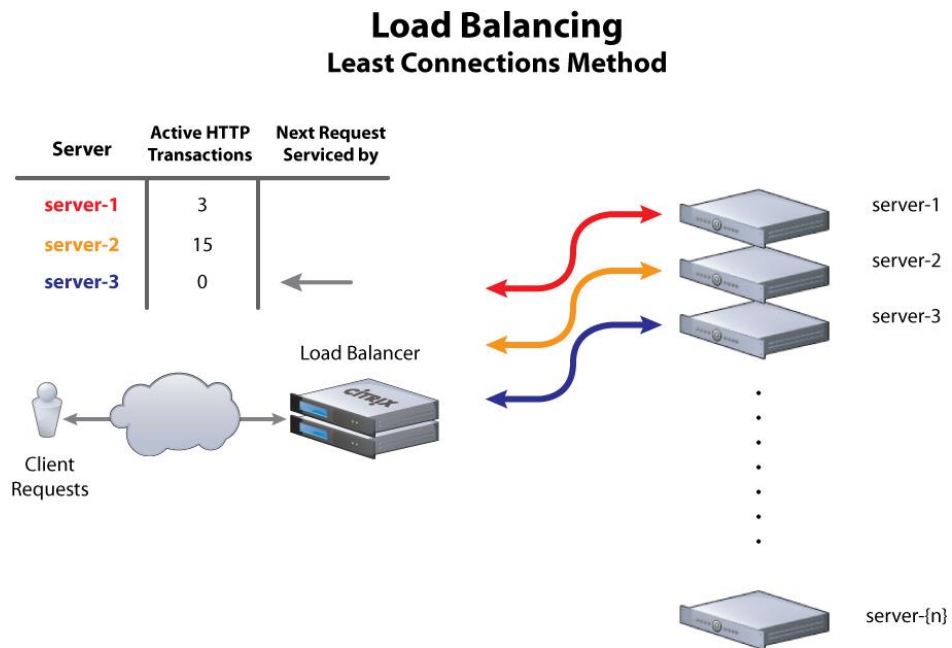 Load Balancing
Least Connections Method
Server
Active HTTP
Transactions
Next Request
Serviced by
server-1
3
server-2
15
server-3
0
Load Balancer
CITRIX
Client
Requests
server-1
server-2
server-3
server-{n}